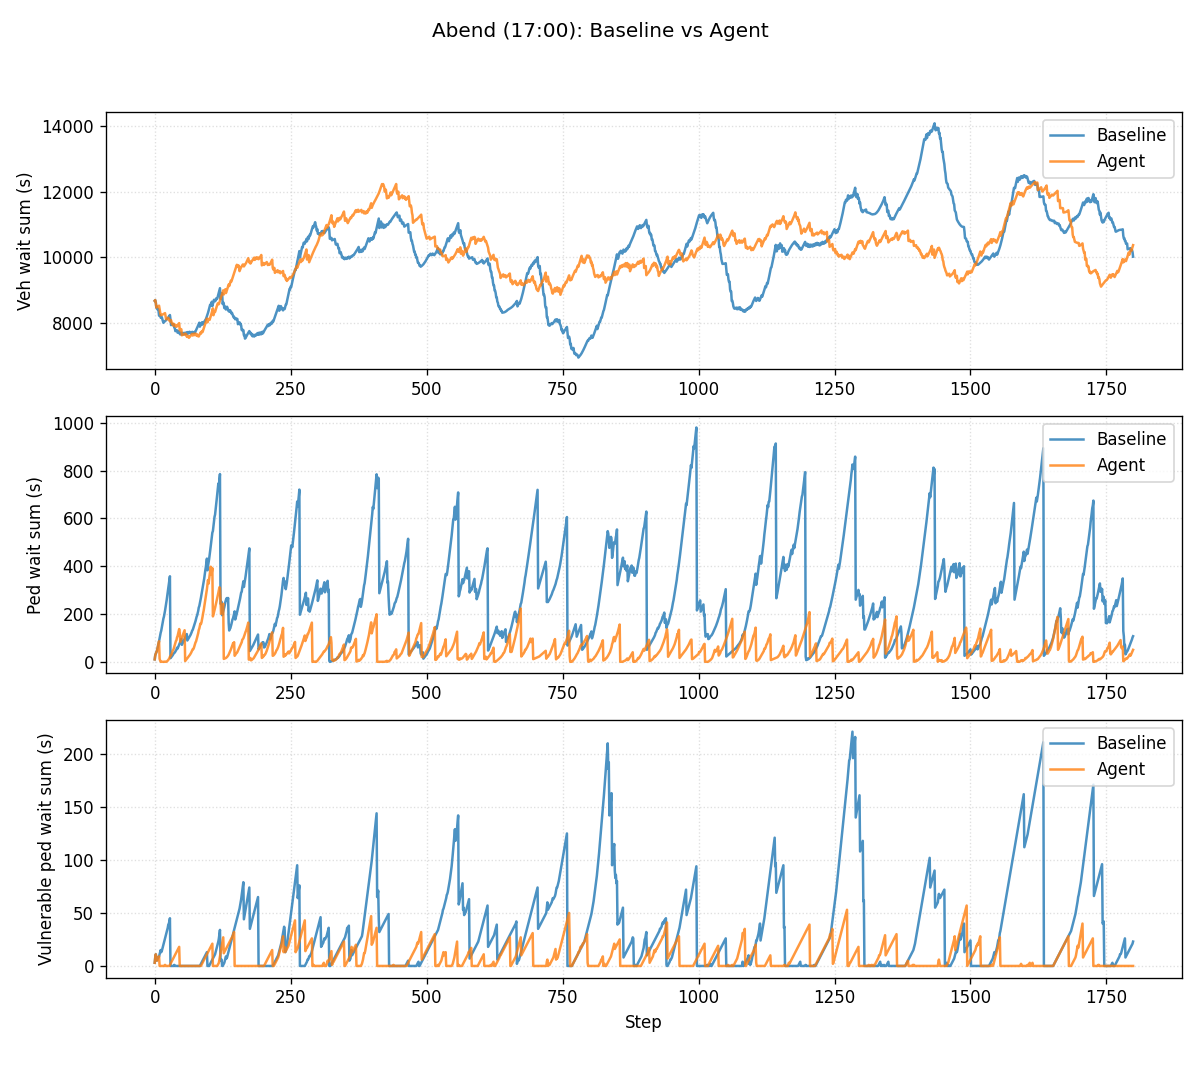 Abend (17:00): Baseline vs Agent
Veh wait sum (s)
14000
12000
10000
8000
Baseline
Agent
0 250 500 750 1000 1250 1500 1750
Ped wait sum (s)
1000
800
600
400
200
0
Baseline
Agent
0 250 500 750 1000 1250 1500 1750
Vulnerable ped wait sum (s)
200
150
100
50
0
Baseline
Agent
0 250 500 750 1000 1250 1500 1750
Step